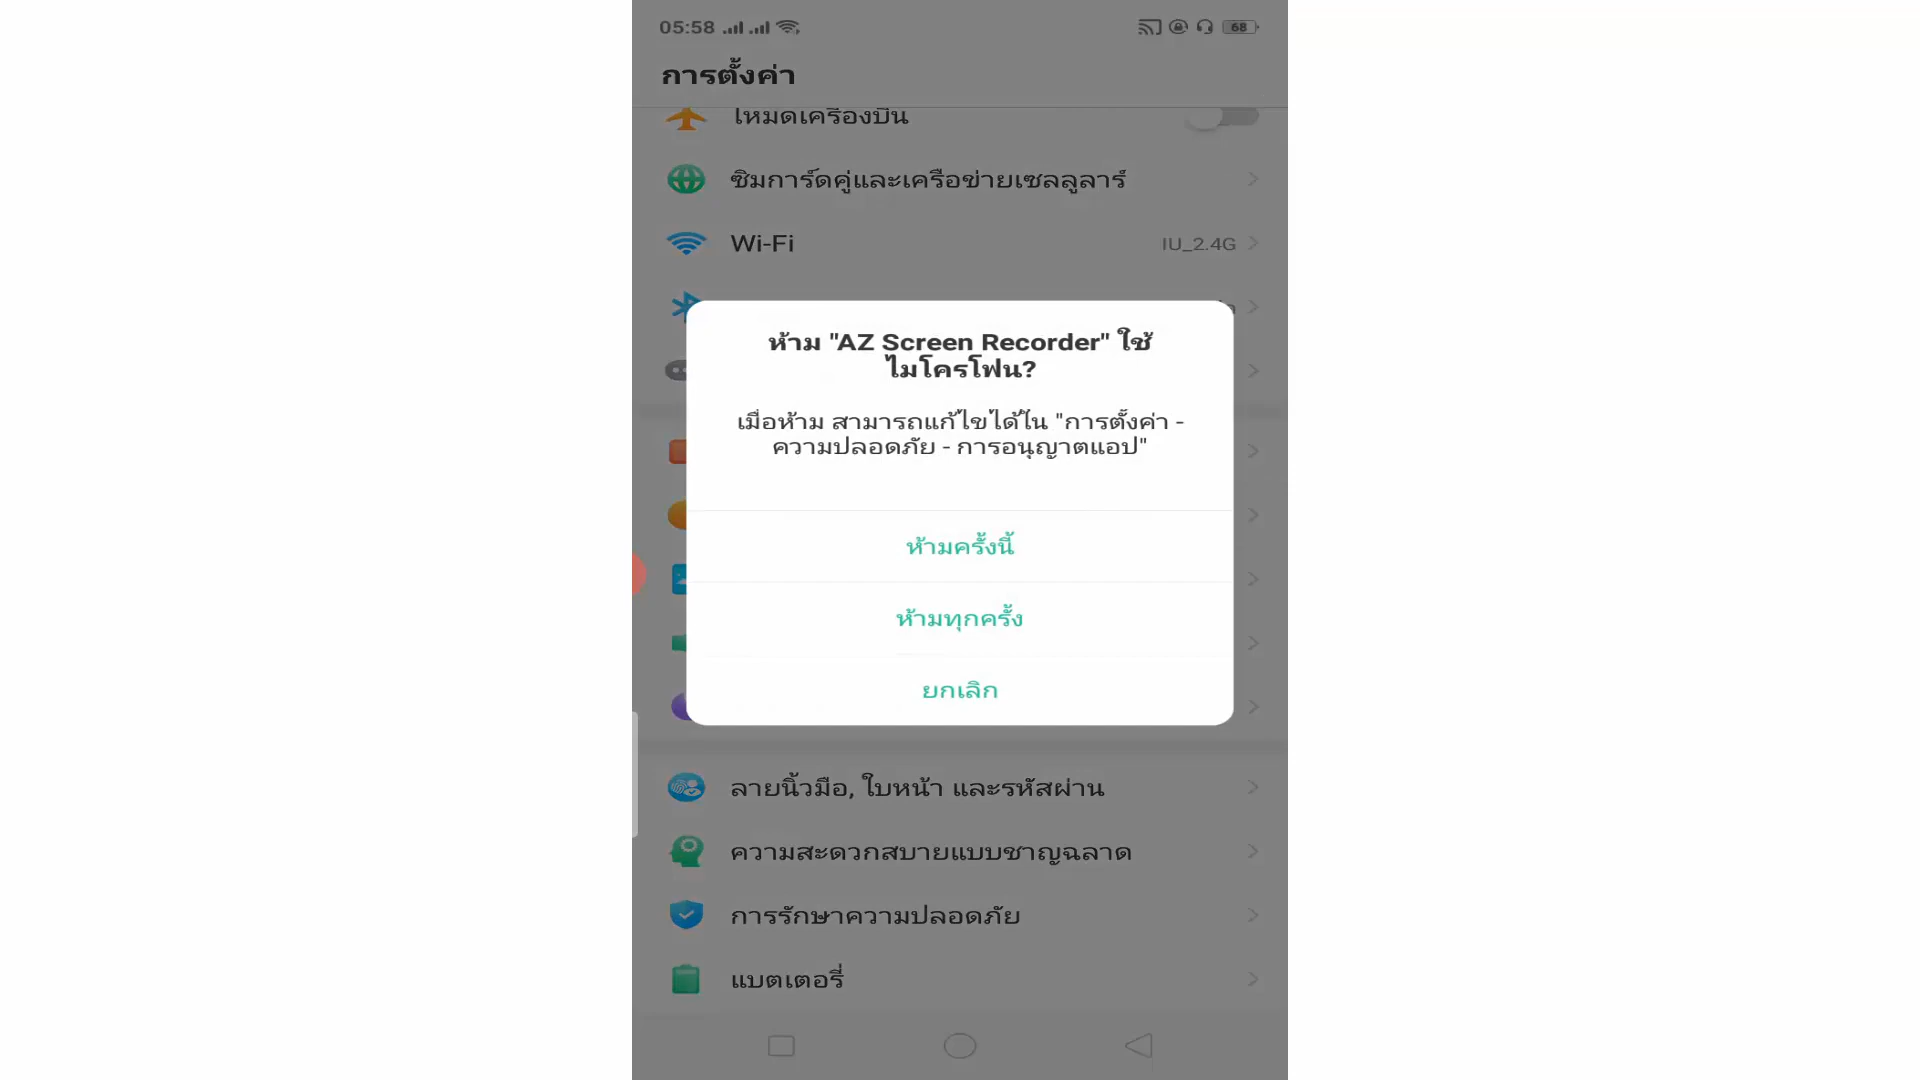 05:58
68
การตั้งค่า
โหมดเครื่องบิน
ซิมการ์ดคู่และเครือข่ายเซลลูลาร์
Wi-Fi
IU_2.4G
ห้าม "AZ Screen Recorder" ใช้
ไมโครโฟน?
เมื่อห้าม สามารถแก้ไขได้ใน "การตั้งค่า -
ความปลอดภัย - การอนุญาตแอป"
ห้ามครั้งนี้
ห้ามทุกครั้ง
ยกเลิก
ลายนิ้วมือ, ใบหน้า และรหัสผ่าน
ความสะดวกสบายแบบชาญฉลาด
การรักษาความปลอดภัย
แบตเตอรี่